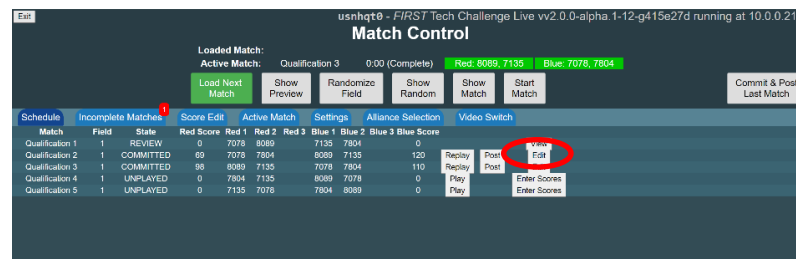 Exit
usnhqt0 - FIRST Tech Challenge Live vv2.0.0-alpha.1-12-g415e27d running at 10.0.0.21
Match Control
Loaded Match:
Active Match: Qualification 3 0:00 (Complete) Red: 8089, 7135 Blue: 7078, 7804
Load Next Match Show Preview Randomize Field Show Random Show Match Start Match Commit & Post Last Match
Schedule Incomplete Matches 1 Score Edit Active Match Settings Alliance Selection Video Switch
Match Field State Red Score Red 1 Red 2 Red 3 Blue 1 Blue 2 Blue 3 Blue Score
Qualification 1 1 REVIEW 0 7078 8089 7135 7804 0 View
Qualification 2 1 COMMITTED 69 7078 7804 8089 7135 120 Replay Post Edit
Qualification 3 1 COMMITTED 98 8089 7135 7078 7804 110 Replay Post
Qualification 4 1 UNPLAYED 0 7804 7135 8089 7078 0 Play Enter Scores
Qualification 5 1 UNPLAYED 0 7135 7078 7804 8089 0 Play Enter Scores